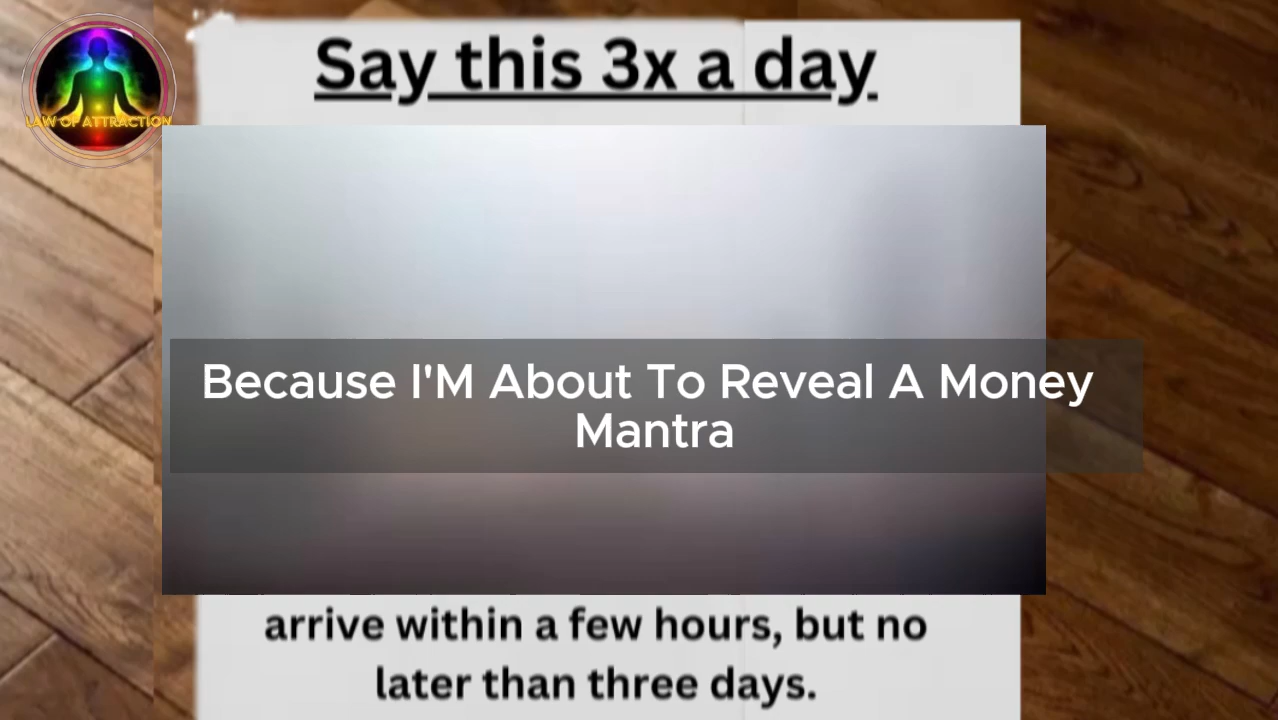 LAW OF ATTRACTION
Say this 3x a day
Because I'M About To Reveal A Money
Mantra
arrive within a few hours, but no
later than three days.